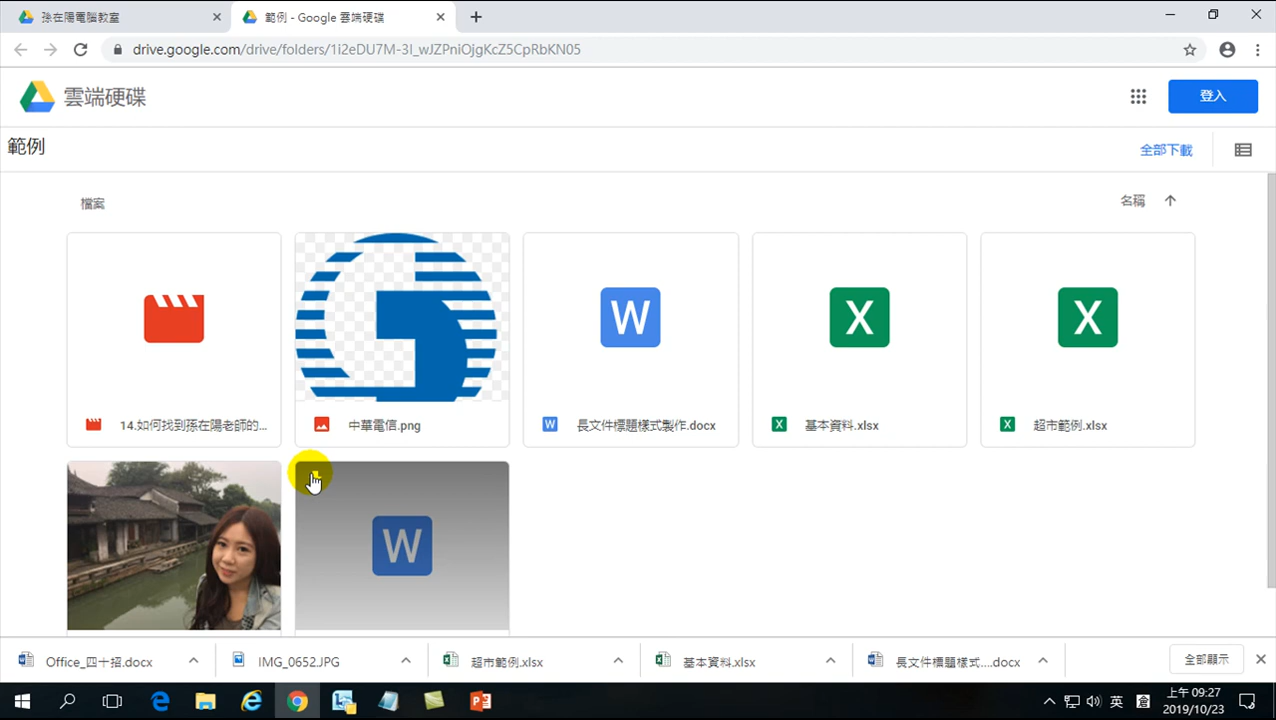 孫在陽電腦教室
範例 - Google 雲端硬碟
drive.google.com/drive/folders/1i2eDU7M-3l_wJZPniOjgKcZ5CpRbKN05
雲端硬碟
登入
範例
全部下載
檔案
名稱
14.如何找到孫在陽老師的...
中華電信.png
W
長文件標題樣式製作.docx
X
基本資料.xlsx
X
超市範例.xlsx
W
Office_四十招.docx
IMG_0652.JPG
超市範例.xlsx
基本資料.xlsx
長文件標題樣式....docx
全部顯示
英
上午 09:27
2019/10/23